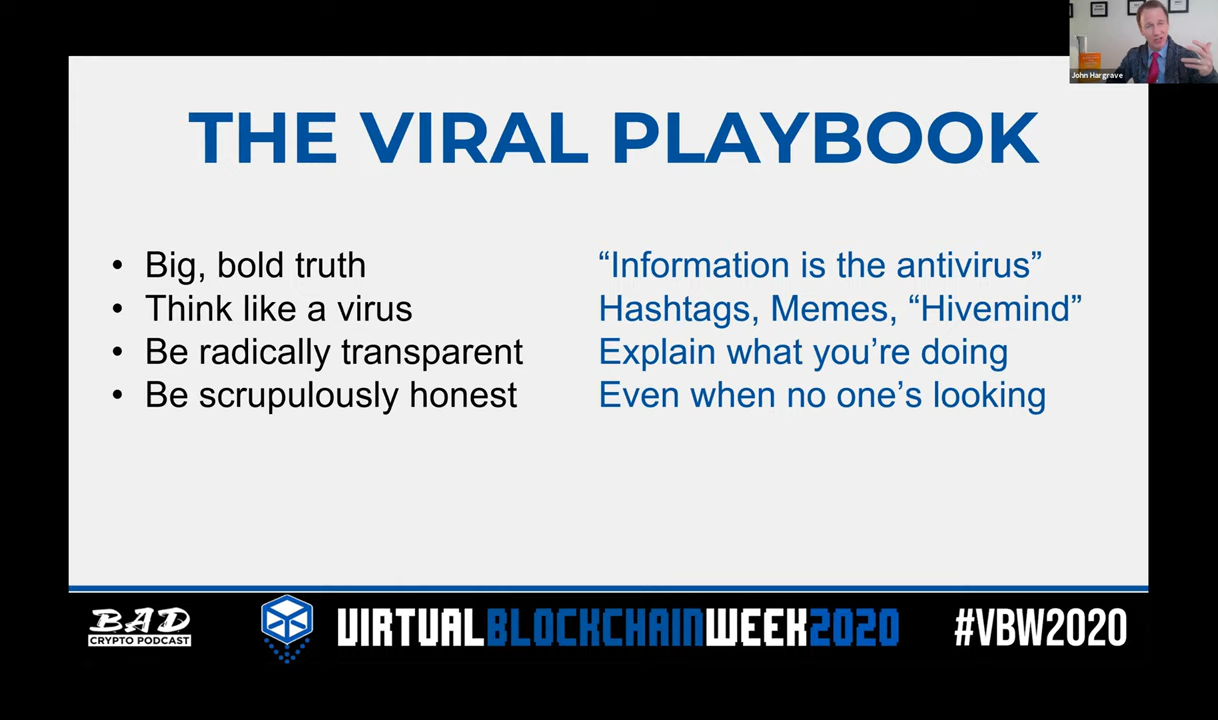 John Hargrave
THE VIRAL PLAYBOOK
• Big, bold truth “Information is the antivirus”
• Think like a virus Hashtags, Memes, “Hivemind”
• Be radically transparent Explain what you’re doing
• Be scrupulously honest Even when no one’s looking
BAD
CRYPTO PODCAST
VIRTUALBLOCKCHAINWEEK2020
#VBW2020